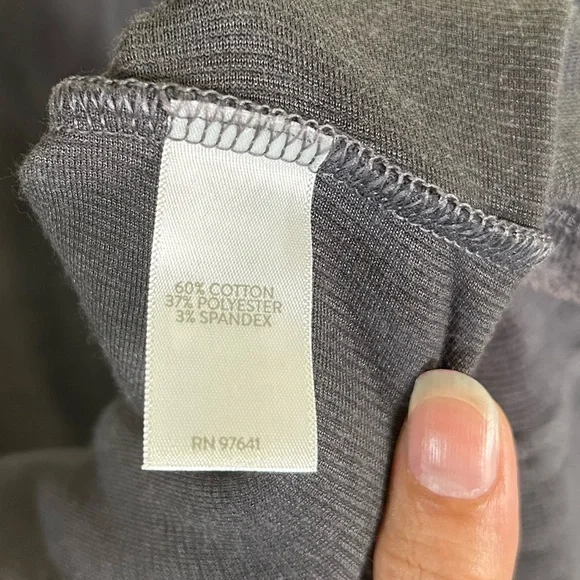 60% COTTON
37% POLYESTER
3% SPANDEX
RN 97641